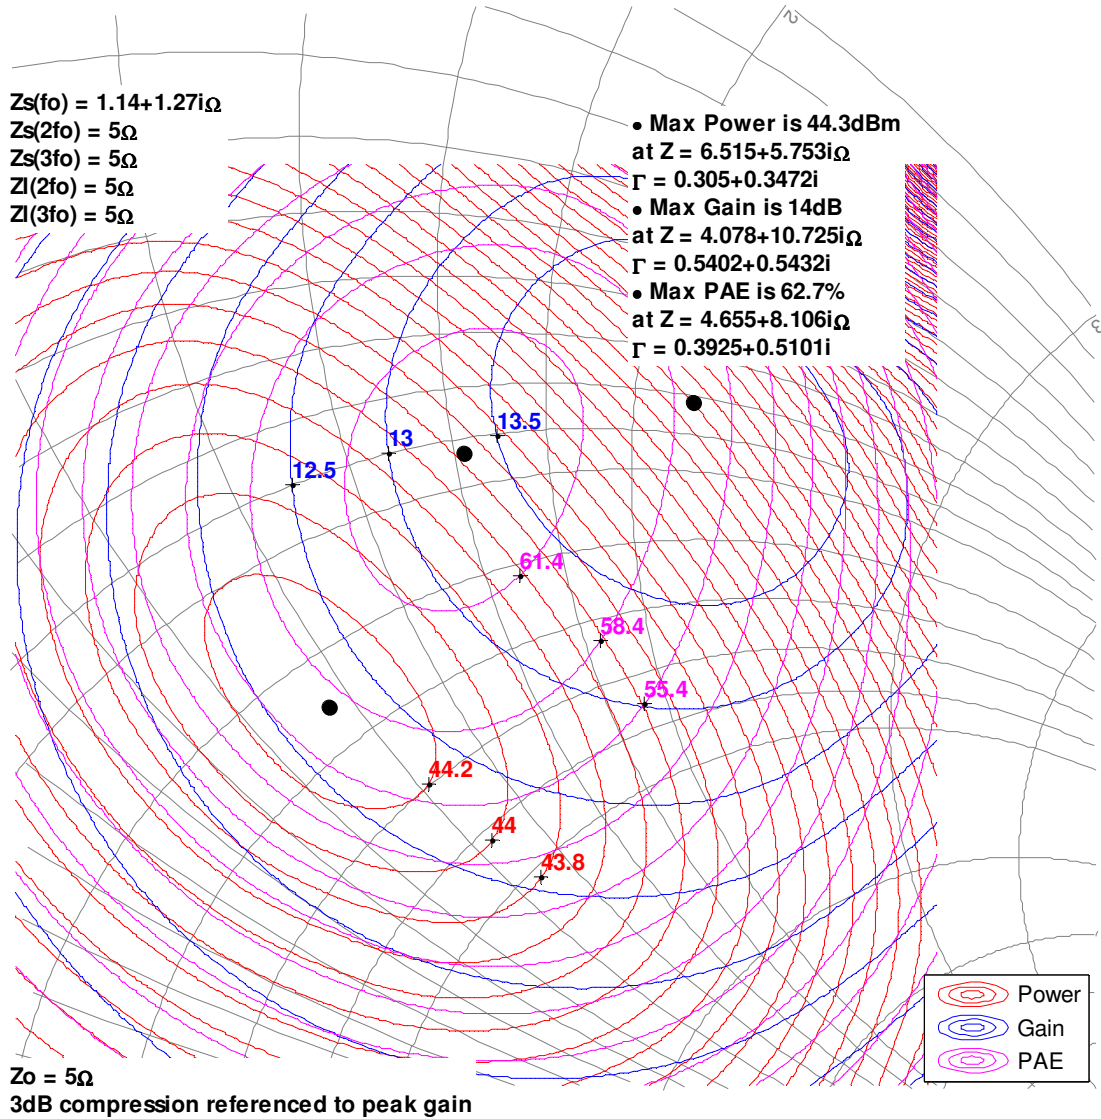 2
Zs(fo) = 1.14+1.27iΩ
Zs(2fo) = 5Ω
Zs(3fo) = 5Ω
Zl(2fo) = 5Ω
Zl(3fo) = 5Ω
● Max Power is 44.3dBm
at Z = 6.515+5.753iΩ
Γ = 0.305+0.3472i
● Max Gain is 14dB
at Z = 4.078+10.725iΩ
Γ = 0.5402+0.5432i
● Max PAE is 62.7%
at Z = 4.655+8.106iΩ
Γ = 0.3925+0.5101i
3
13.5
13
12.5
61.4
58.4
55.4
44.2
44
43.8
Power
Gain
PAE
Zo = 5Ω
3dB compression referenced to peak gain